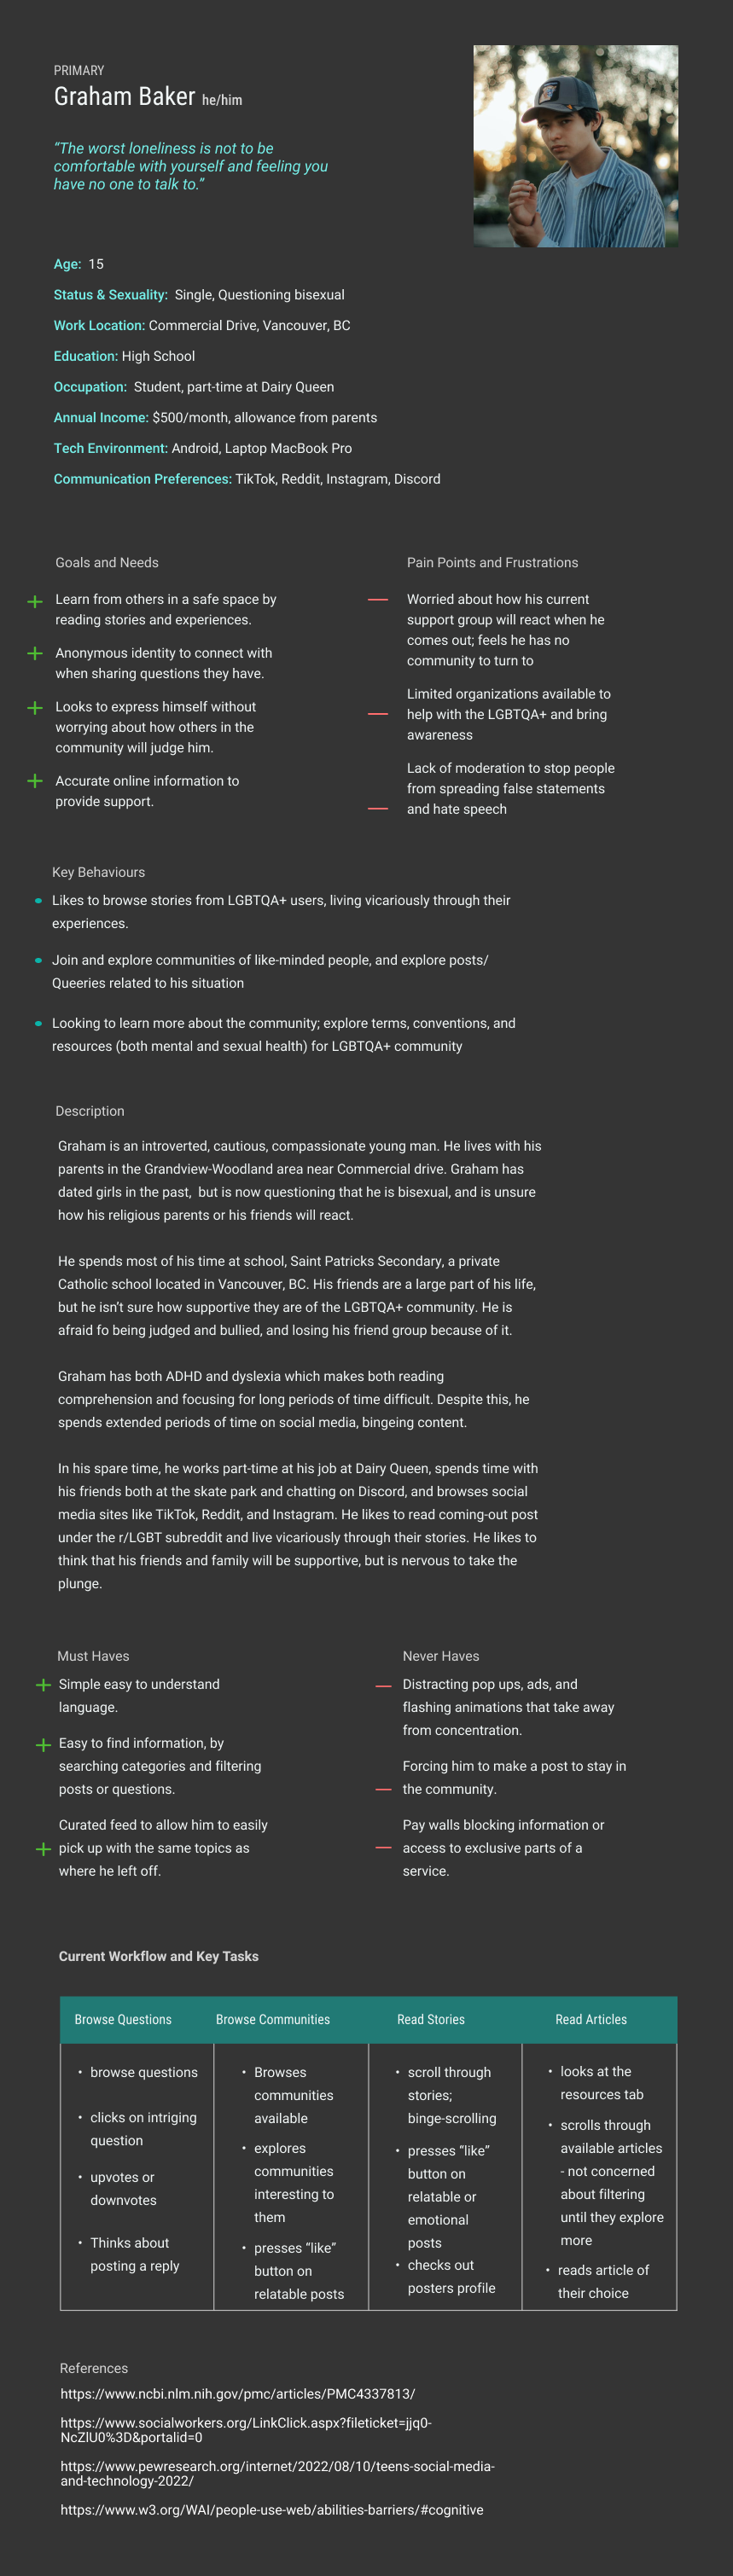 PRIMARY
Graham Baker he/him
“The worst loneliness is not to be
comfortable with yourself and feeling you
have no one to talk to.”
Age: 15
Status & Sexuality: Single, Questioning bisexual
Work Location: Commercial Drive, Vancouver, BC
Education: High School
Occupation: Student, part-time at Dairy Queen
Annual Income: $500/month, allowance from parents
Tech Environment: Android, Laptop MacBook Pro
Communication Preferences: TikTok, Reddit, Instagram, Discord
Goals and Needs
Learn from others in a safe space by
reading stories and experiences.
Anonymous identity to connect with
when sharing questions they have.
Looks to express himself without
worrying about how others in the
community will judge him.
Accurate online information to
provide support.
Pain Points and Frustrations
Worried about how his current
support group will react when he
comes out; feels he has no
community to turn to
Limited organizations available to
help with the LGBTQA+ and bring
awareness
Lack of moderation to stop people
from spreading false statements
and hate speech
Key Behaviours
Likes to browse stories from LGBTQA+ users, living vicariously through their
experiences.
Join and explore communities of like-minded people, and explore posts/
Queeries related to his situation
Looking to learn more about the community; explore terms, conventions, and
resources (both mental and sexual health) for LGBTQA+ community
Description
Graham is an introverted, cautious, compassionate young man. He lives with his
parents in the Grandview-Woodland area near Commercial drive. Graham has
dated girls in the past, but is now questioning that he is bisexual, and is unsure
how his religious parents or his friends will react.
He spends most of his time at school, Saint Patricks Secondary, a private
Catholic school located in Vancouver, BC. His friends are a large part of his life,
but he isn’t sure how supportive they are of the LGBTQA+ community. He is
afraid fo being judged and bullied, and losing his friend group because of it.
Graham has both ADHD and dyslexia which makes both reading
comprehension and focusing for long periods of time difficult. Despite this, he
spends extended periods of time on social media, bingeing content.
In his spare time, he works part-time at his job at Dairy Queen, spends time with
his friends both at the skate park and chatting on Discord, and browses social
media sites like TikTok, Reddit, and Instagram. He likes to read coming-out post
under the r/LGBT subreddit and live vicariously through their stories. He likes to
think that his friends and family will be supportive, but is nervous to take the
plunge.
Must Haves
Simple easy to understand
language.
Easy to find information, by
searching categories and filtering
posts or questions.
Curated feed to allow him to easily
pick up with the same topics as
where he left off.
Never Haves
Distracting pop ups, ads, and
flashing animations that take away
from concentration.
Forcing him to make a post to stay in
the community.
Pay walls blocking information or
access to exclusive parts of a
service.
Current Workflow and Key Tasks
Browse Questions
• browse questions
• clicks on intriging
question
• upvotes or
downvotes
• Thinks about
posting a reply
Browse Communities
• Browses
communities
available
• explores
communities
interesting to
them
• presses “like”
button on
relatable posts
Read Stories
• scroll through
stories;
binge-scrolling
• presses “like”
button on
relatable or
emotional
posts
• checks out
posters profile
Read Articles
• looks at the
resources tab
• scrolls through
available articles
- not concerned
about filtering
until they explore
more
• reads article of
their choice
References
https://www.ncbi.nlm.nih.gov/pmc/articles/PMC4337813/
https://www.socialworkers.org/LinkClick.aspx?fileticket=jjq0-
NcZlU0%3D&portalid=0
https://www.pewresearch.org/internet/2022/08/10/teens-social-media-
and-technology-2022/
https://www.w3.org/WAI/people-use-web/abilities-barriers/#cognitive